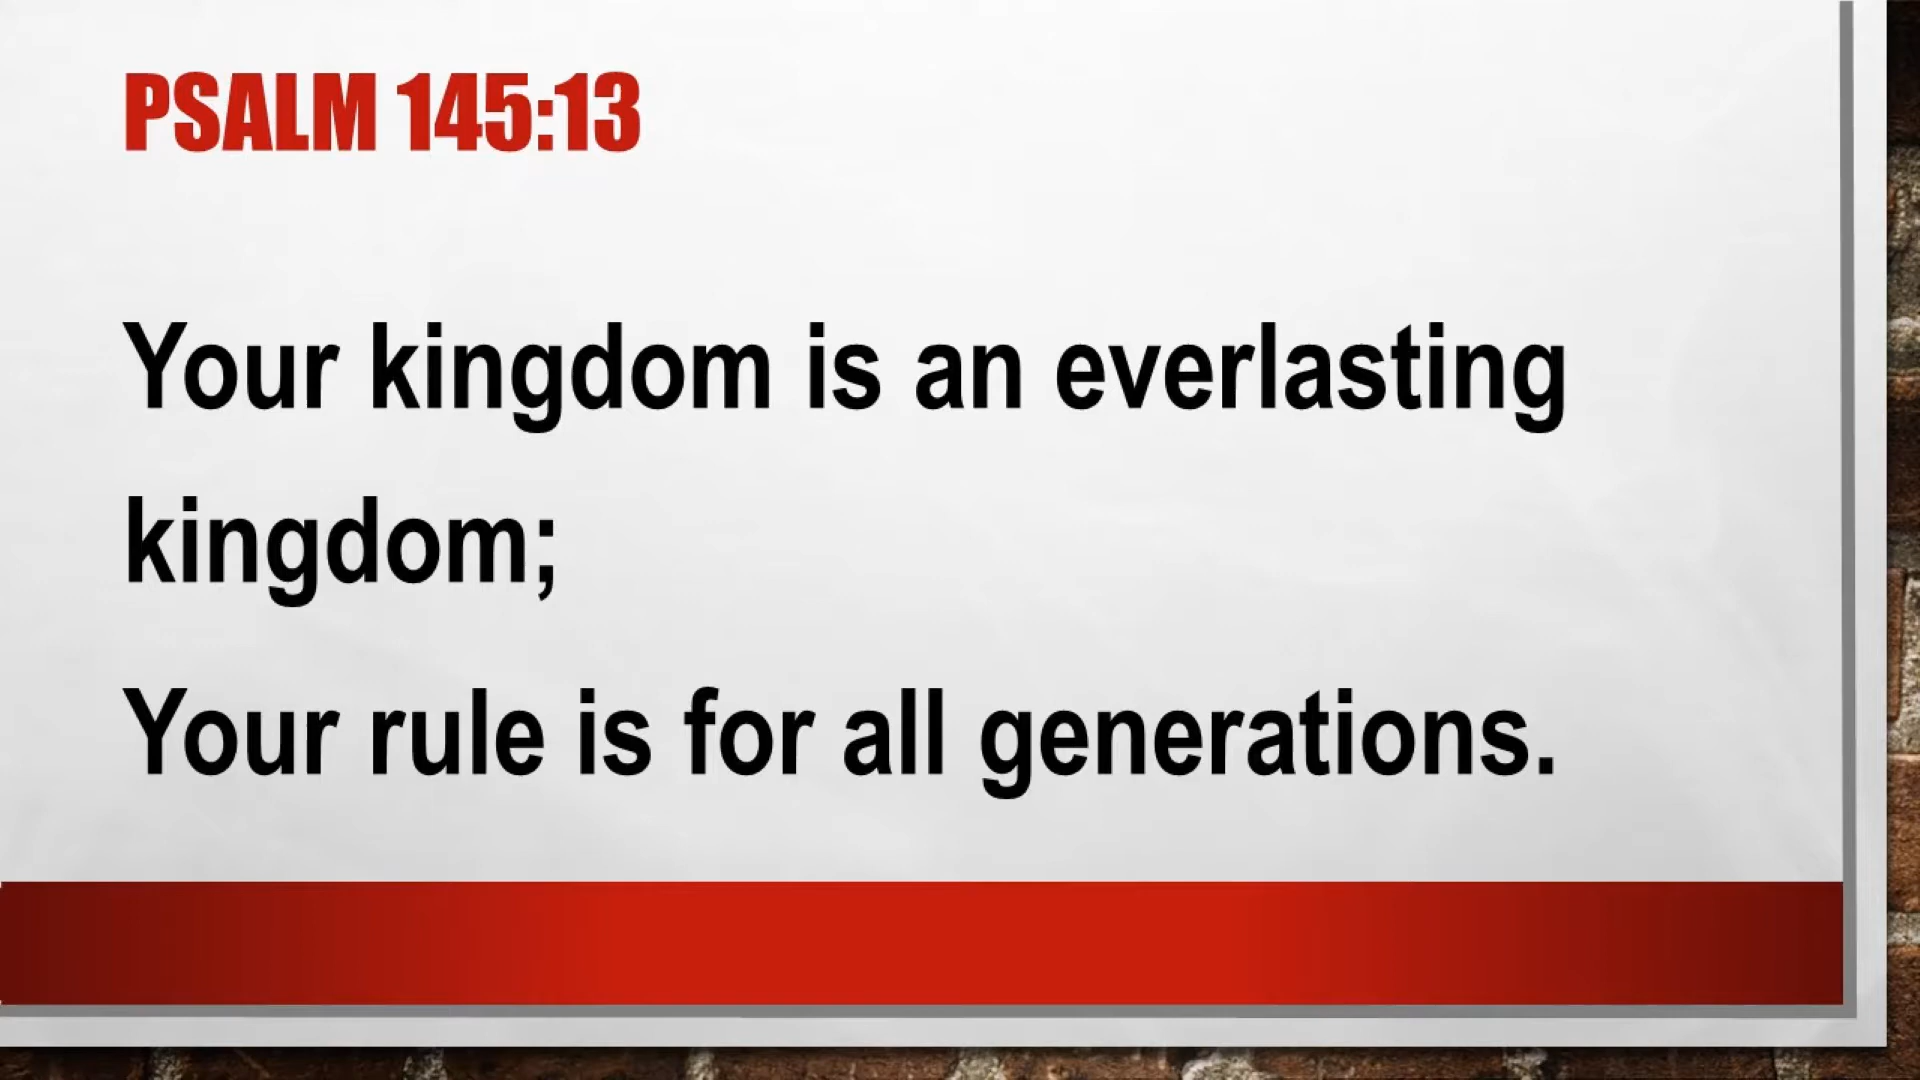 PSALM 145:13
Your kingdom is an everlasting
kingdom;
Your rule is for all generations.